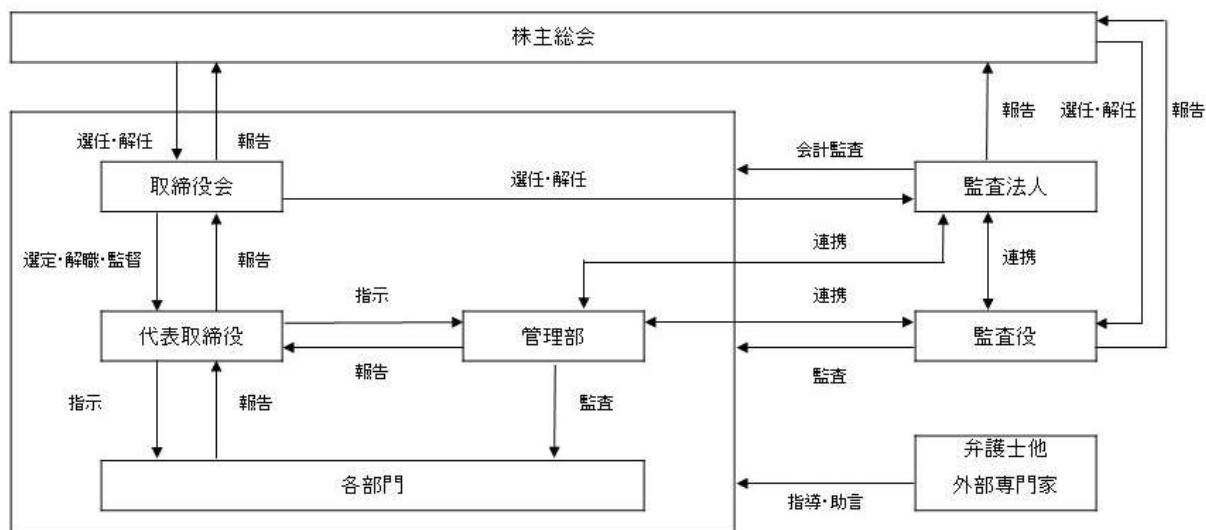 株主総会
選任・解任
報告
報告
選任・解任
報告
会計監査
取締役会
選任・解任
監査法人
選定・解職・監督
報告
連携
連携
指示
連携
代表取締役
管理部
監査役
報告
監査
指示
報告
監査
各部門
弁護士他
外部専門家
指導・助言